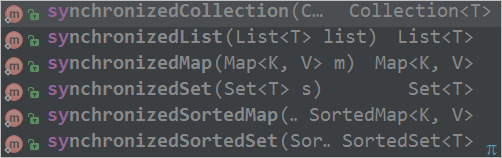 synchronizedCollection(C… Collection<T>
synchronizedList(List<T> list) List<T>
synchronizedMap(Map<K, V> m) Map<K, V>
synchronizedSet(Set<T> s) Set<T>
synchronizedSortedMap(… SortedMap<K, V>
synchronizedSortedSet(Sor… SortedSet<T>
π